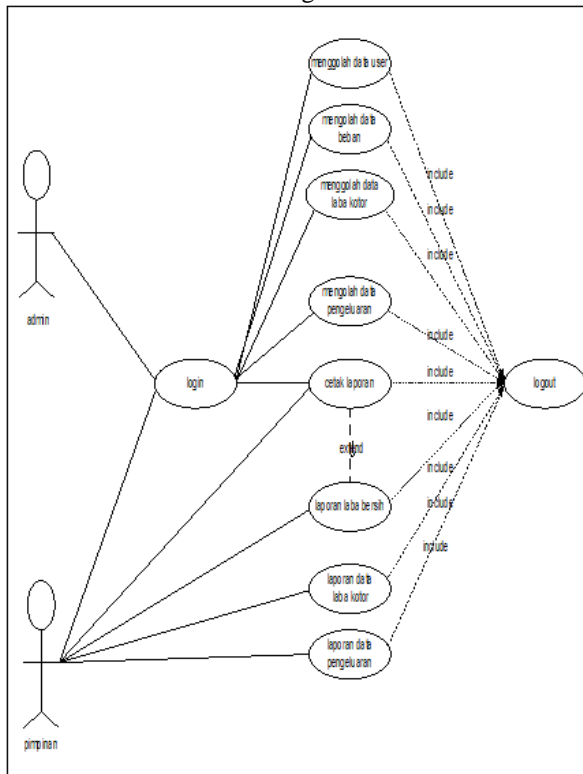 menggolah data user
mengolah data
beban
menggolah data
laba kotor
include
include
include
mengolah data
pengeluaran
admin
include
login
cetak laporan
include
logout
include
extend
include
laporan laba bersih
include
include
laporan data
laba kotor
laporan data
pengeluaran
pimpinan